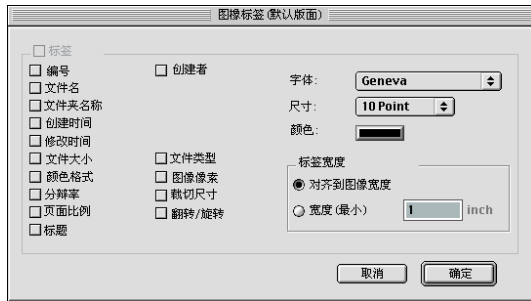 图像标签(默认版面)
标签
编号
文件名
文件夹名称
创建时间
修改时间
文件大小
颜色格式
分辩率
页面比例
标题
创建者
文件类型
图像像素
裁切尺寸
翻转/旋转
字体: Geneva
尺寸: 10 Point
颜色:
标签宽度
对齐到图像宽度
宽度(最小) 1 inch
取消 确定